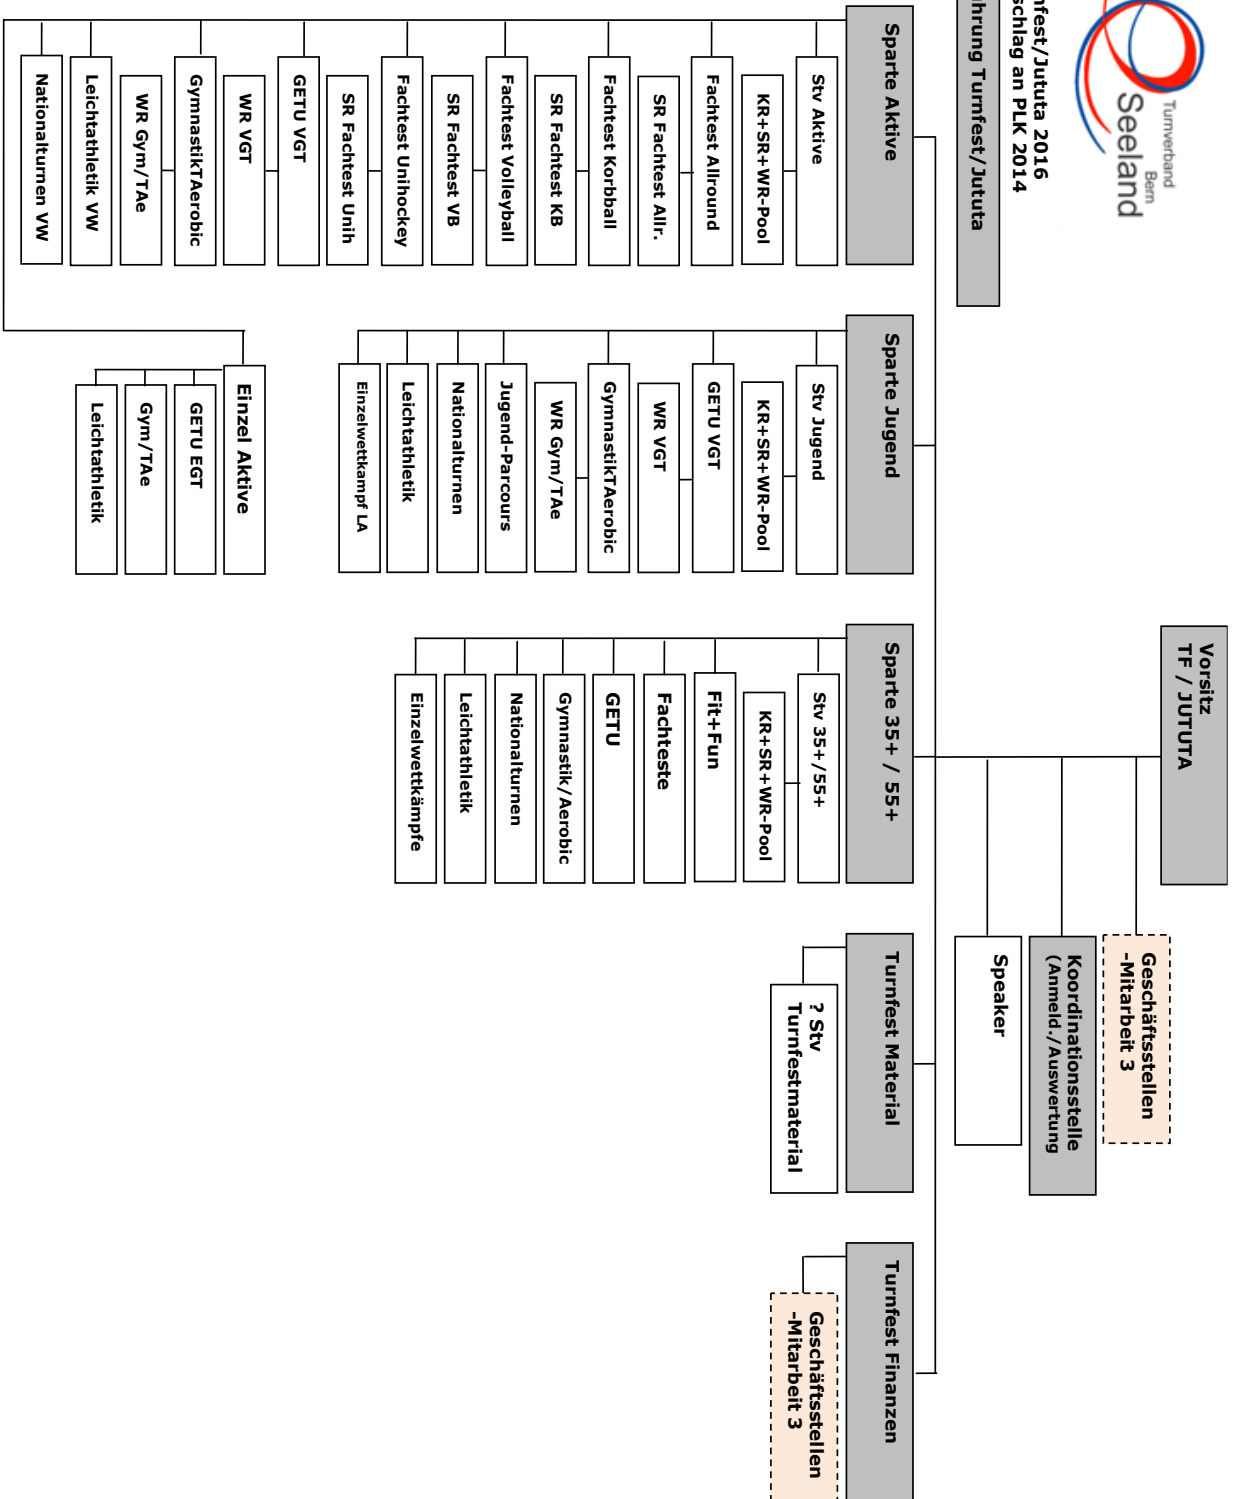 Turnverband
Bern
Seeland
2016
schlag an PLK 2014
Turnfest/Jututa
Vorsitz
TF / JUTUTA
Geschäftsstellen
-Mitarbeit 3
Koordinationsstelle
(Anmeld./Auswertung
Speaker
Sparte Aktive
Stv Aktive
KR+SR+WR-Pool
Fachtest Allround
SR Fachtest Allr.
Fachtest Korbball
SR Fachtest KB
Fachtest Volleyball
SR Fachtest VB
Fachtest Unihockey
SR Fachtest Unih
GETU VGT
WR VGT
GymnastikTAerobic
WR Gym/TAe
Leichtathletik VW
Nationalturnen VW
Einzel Aktive
GETU EGT
Gym/TAe
Leichtathletik
Sparte Jugend
Stv Jugend
KR+SR+WR-Pool
GETU VGT
WR VGT
GymnastikTAerobic
WR Gym/TAe
Jugend-Parcours
Nationalturnen
Leichtathletik
Einzelwettkampf LA
Sparte 35+ / 55+
Stv 35+/55+
KR+SR+WR-Pool
Fit+Fun
Fachteste
GETU
Gymnastik/Aerobic
Nationalturnen
Leichtathletik
Einzelwettkämpfe
Turnfest Material
? Stv
Turnfestmaterial
Turnfest Finanzen
Geschäftsstellen
-Mitarbeit 3